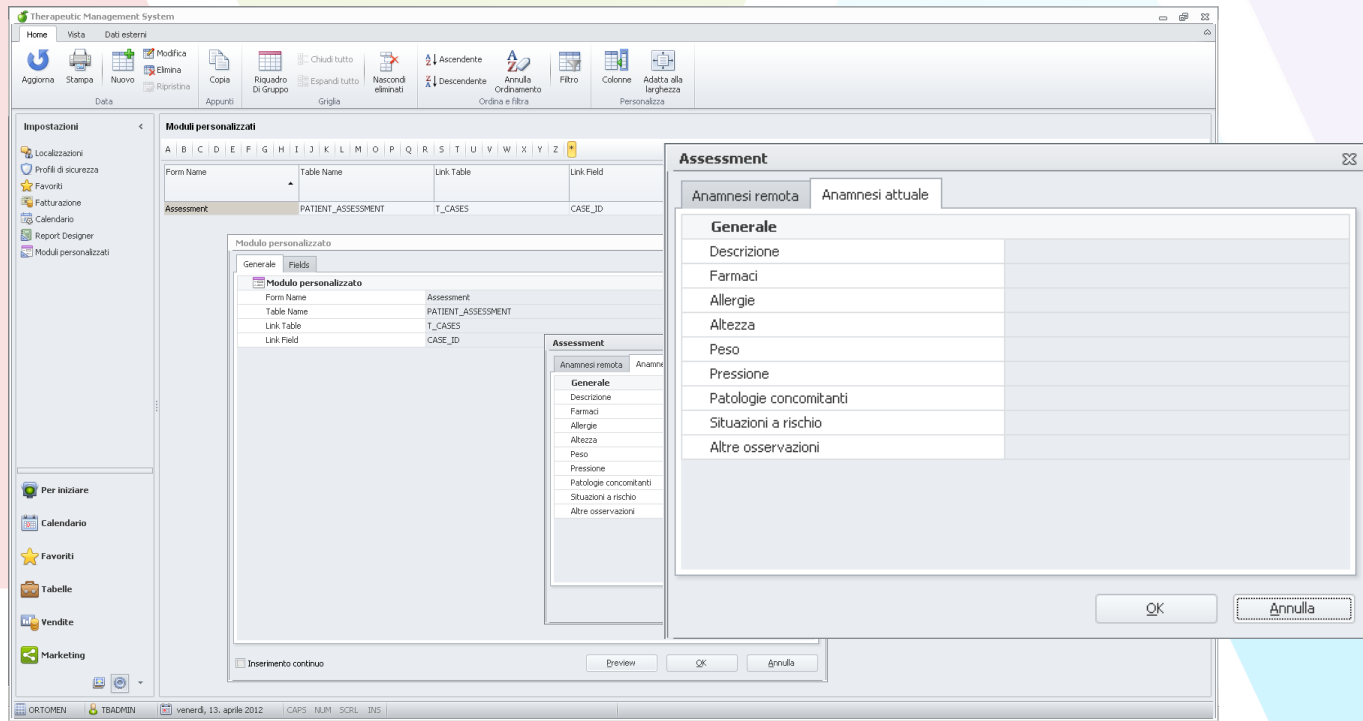 Therapeutic Management System
Home Vista Dati esterni
Aggiorna Stampa Nuovo Modifica Elimina Ripristina
Data
Copia
Appunti
Riquadro Di Gruppo Chiudi tutto Espandi tutto Nascondi eliminati
Griglia
Ascendente Descendente Annulla Ordinamento Filtro
Ordina e filtra
Colonne Adatta alla larghezza
Personalizza
Impostazioni <
Localizzazioni
Profili di sicurezza
Favoriti
Fatturazione
Calendario
Report Designer
Moduli personalizzati
Per iniziare
Calendario
Favoriti
Tabelle
Vendite
Marketing
Moduli personalizzati
A B C D E F G H I J K L M O P Q R S T U V W X Y Z *
Form Name Table Name Link Table Link Field
Assessment PATIENT_ASSESSMENT T_CASES CASE_ID
Modulo personalizzato
Generale Fields
Modulo personalizzato
Form Name Assessment
Table Name PATIENT_ASSESSMENT
Link Table T_CASES
Link Field CASE_ID
Assessment
Anamnesi remota Anamne
Generale
Descrizione
Farmaci
Allergie
Altezza
Peso
Pressione
Patologie concomitanti
Situazioni a rischio
Altre osservazioni
Inserimento continuo Preview OK Annulla
Assessment
Anamnesi remota Anamnesi attuale
Generale
Descrizione
Farmaci
Allergie
Altezza
Peso
Pressione
Patologie concomitanti
Situazioni a rischio
Altre osservazioni
OK Annulla
ORTOMEN TBADMIN venerdì, 13. aprile 2012 CAPS NUM SCRL INS